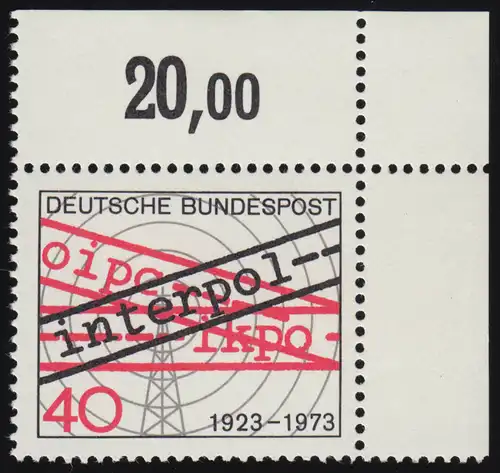 20,00
DEUTSCHE BUNDESPOST
oipc
interpol--
ikpo
40
1923–1973